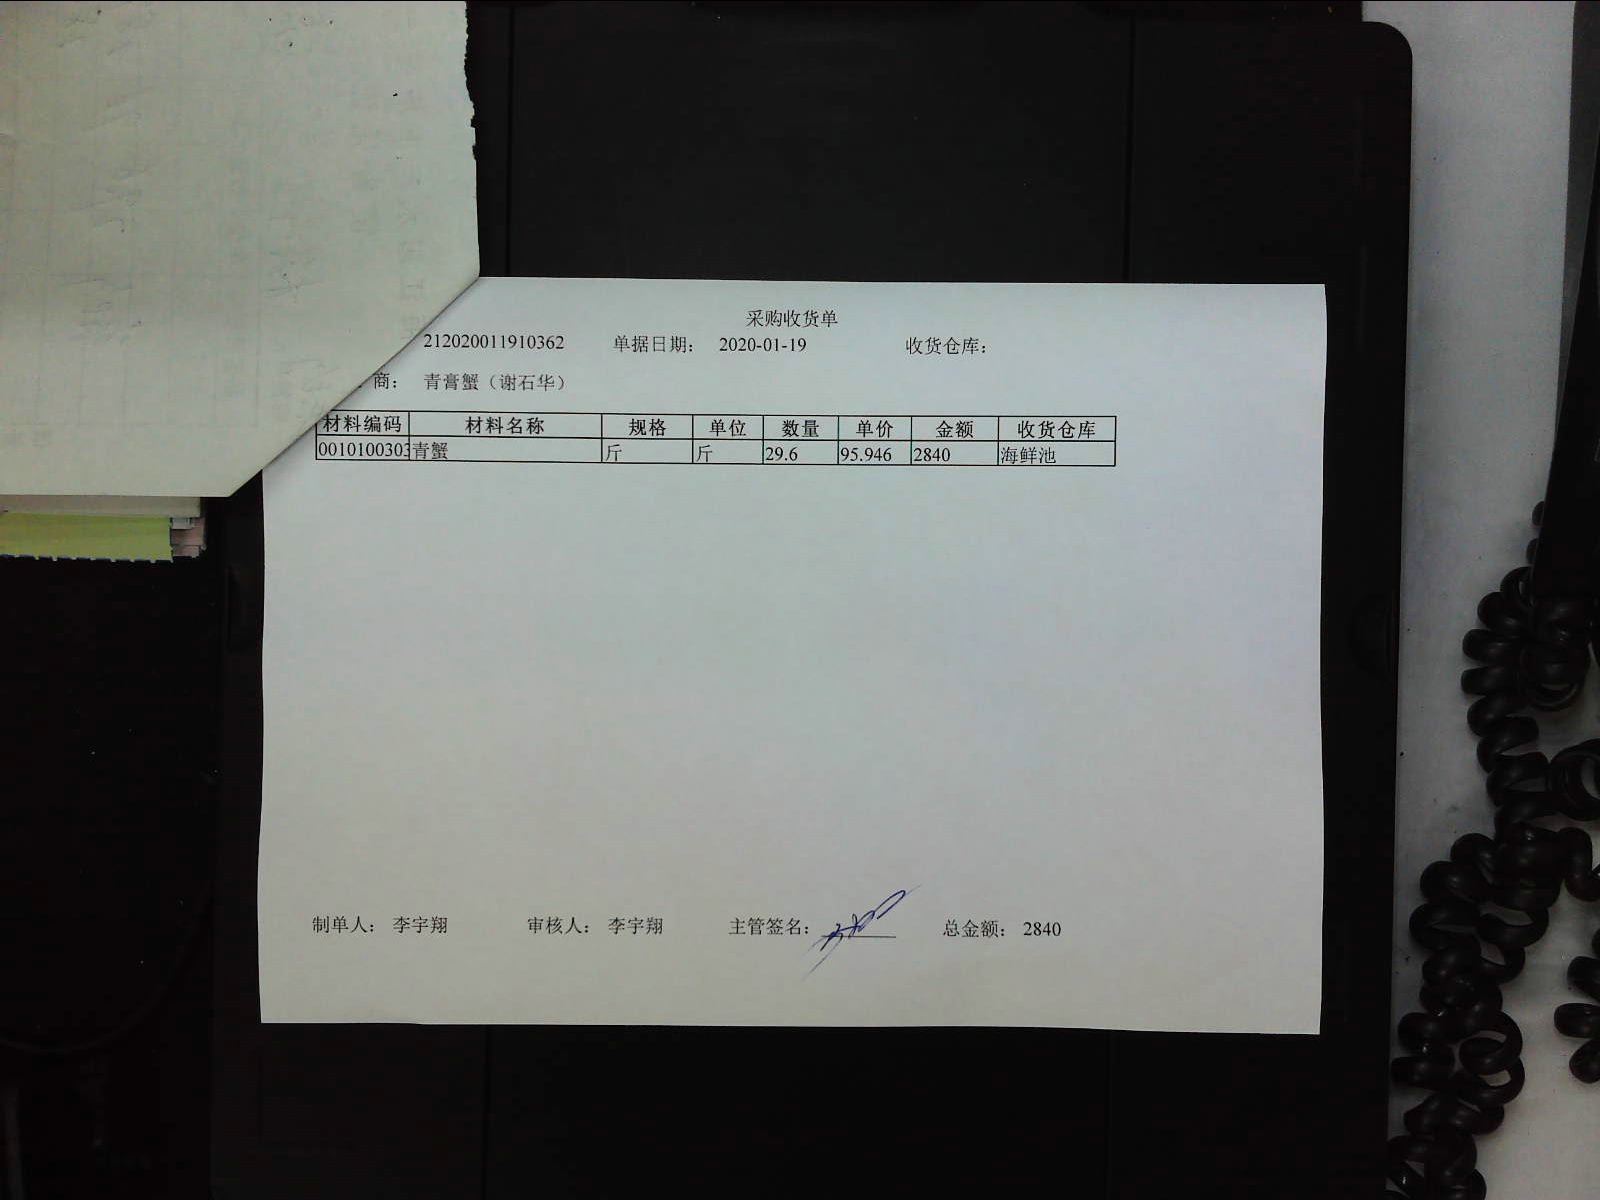 采购收货单
212020011910362 单据日期： 2020-01-19 收货仓库：
商： 青膏蟹（谢石华）
材料编码 材料名称 规格 单位 数量 单价 金额 收货仓库
0010100303 青蟹 斤 斤 29.6 95.946 2840 海鲜池
制单人： 李宇翔 审核人： 李宇翔 主管签名： 总金额： 2840